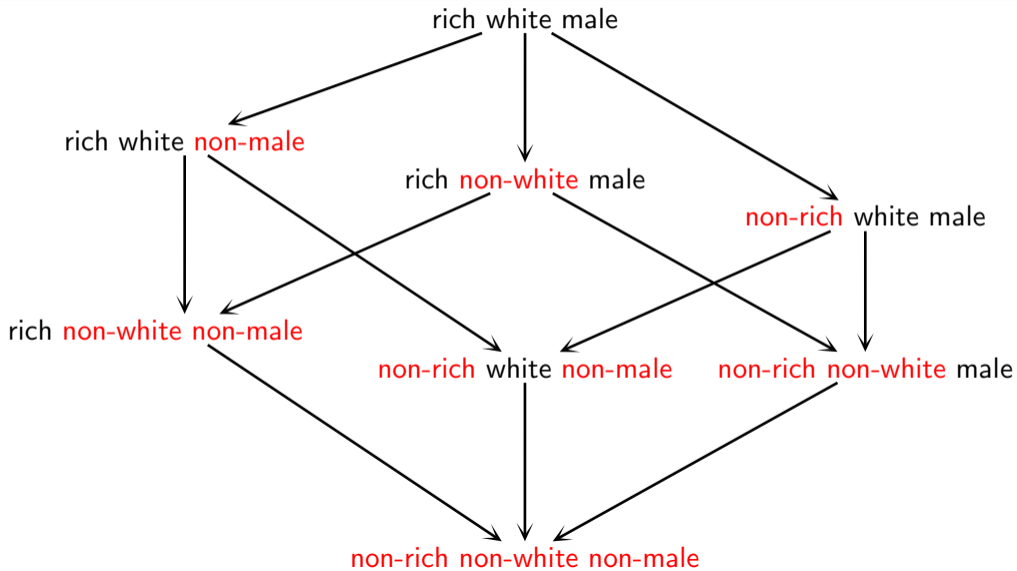 rich white male
rich white non-male
rich non-white male
non-rich white male
rich non-white non-male
non-rich white non-male
non-rich non-white male
non-rich non-white non-male